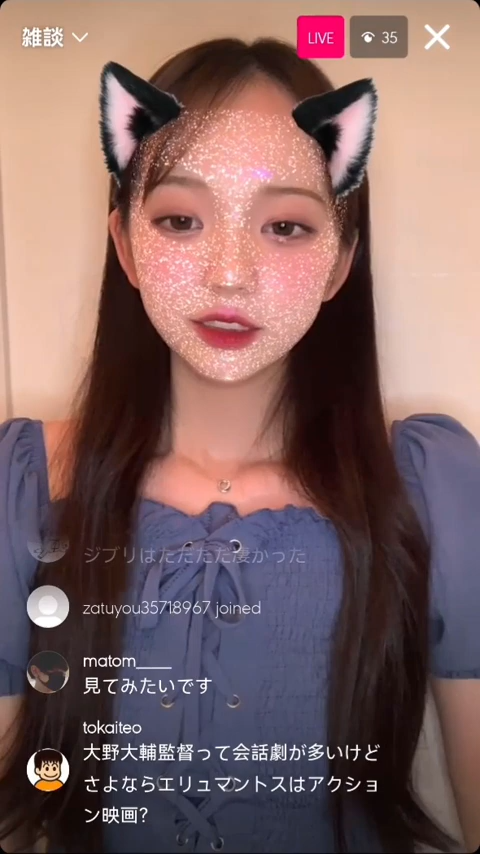 雑談
LIVE
35
ジブリはただただ凄かった
zatuyou35718967 joined
matom____
見てみたいです
tokaiteo
大野大輔監督って会話劇が多いけど
さよならエリュマントスはアクショ
ン映画?